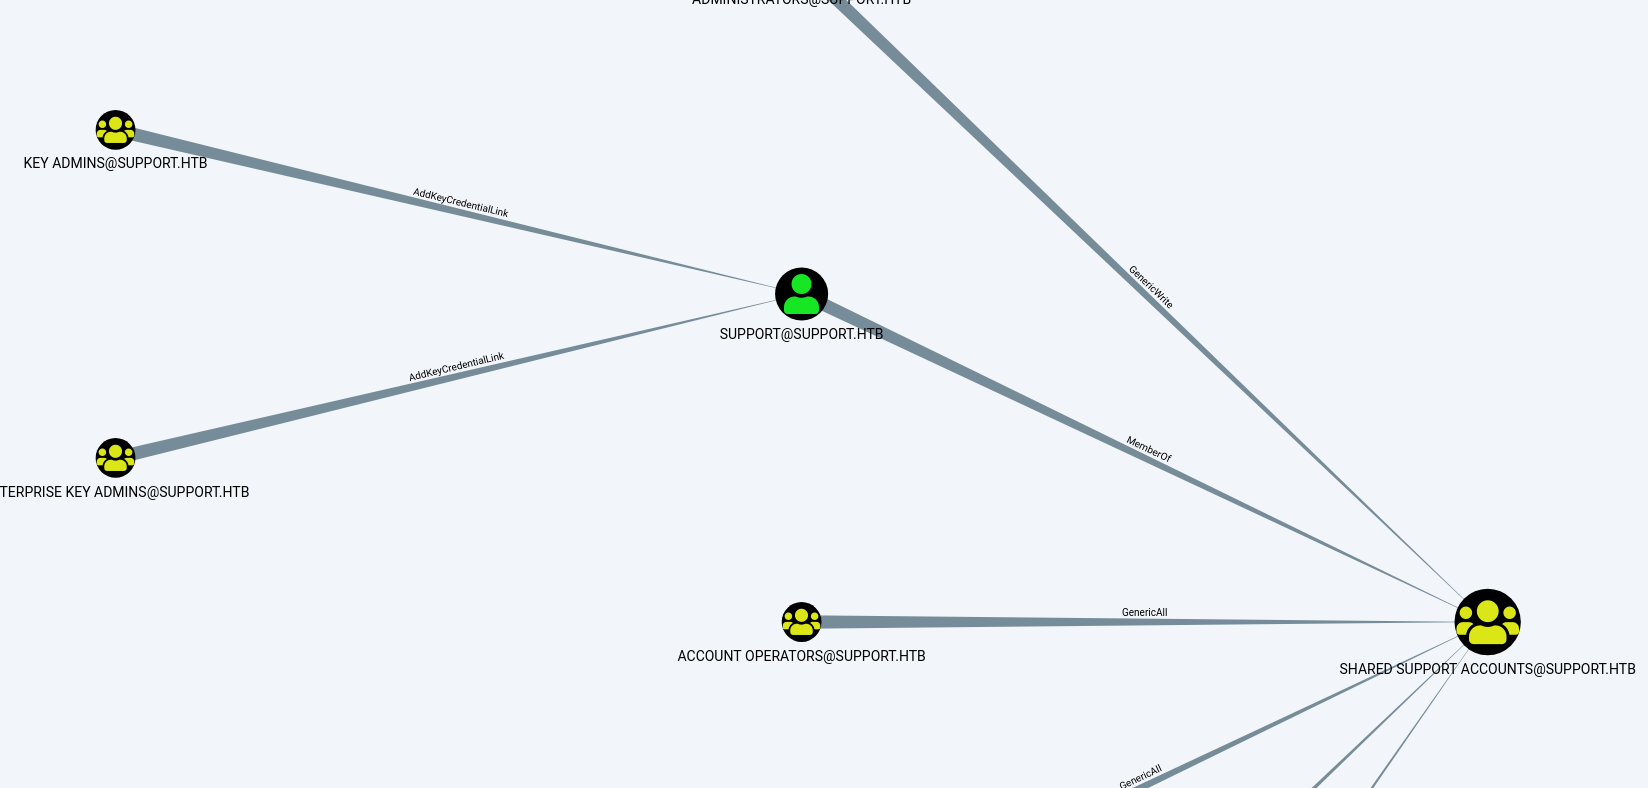 ADMINISTRATORS@SUPPORT.HTB
KEY ADMINS@SUPPORT.HTB
AddKeyCredentialLink
GenericWrite
SUPPORT@SUPPORT.HTB
AddKeyCredentialLink
MemberOf
TERPRISE KEY ADMINS@SUPPORT.HTB
GenericAll
ACCOUNT OPERATORS@SUPPORT.HTB
SHARED SUPPORT ACCOUNTS@SUPPORT.HTB
GenericAll